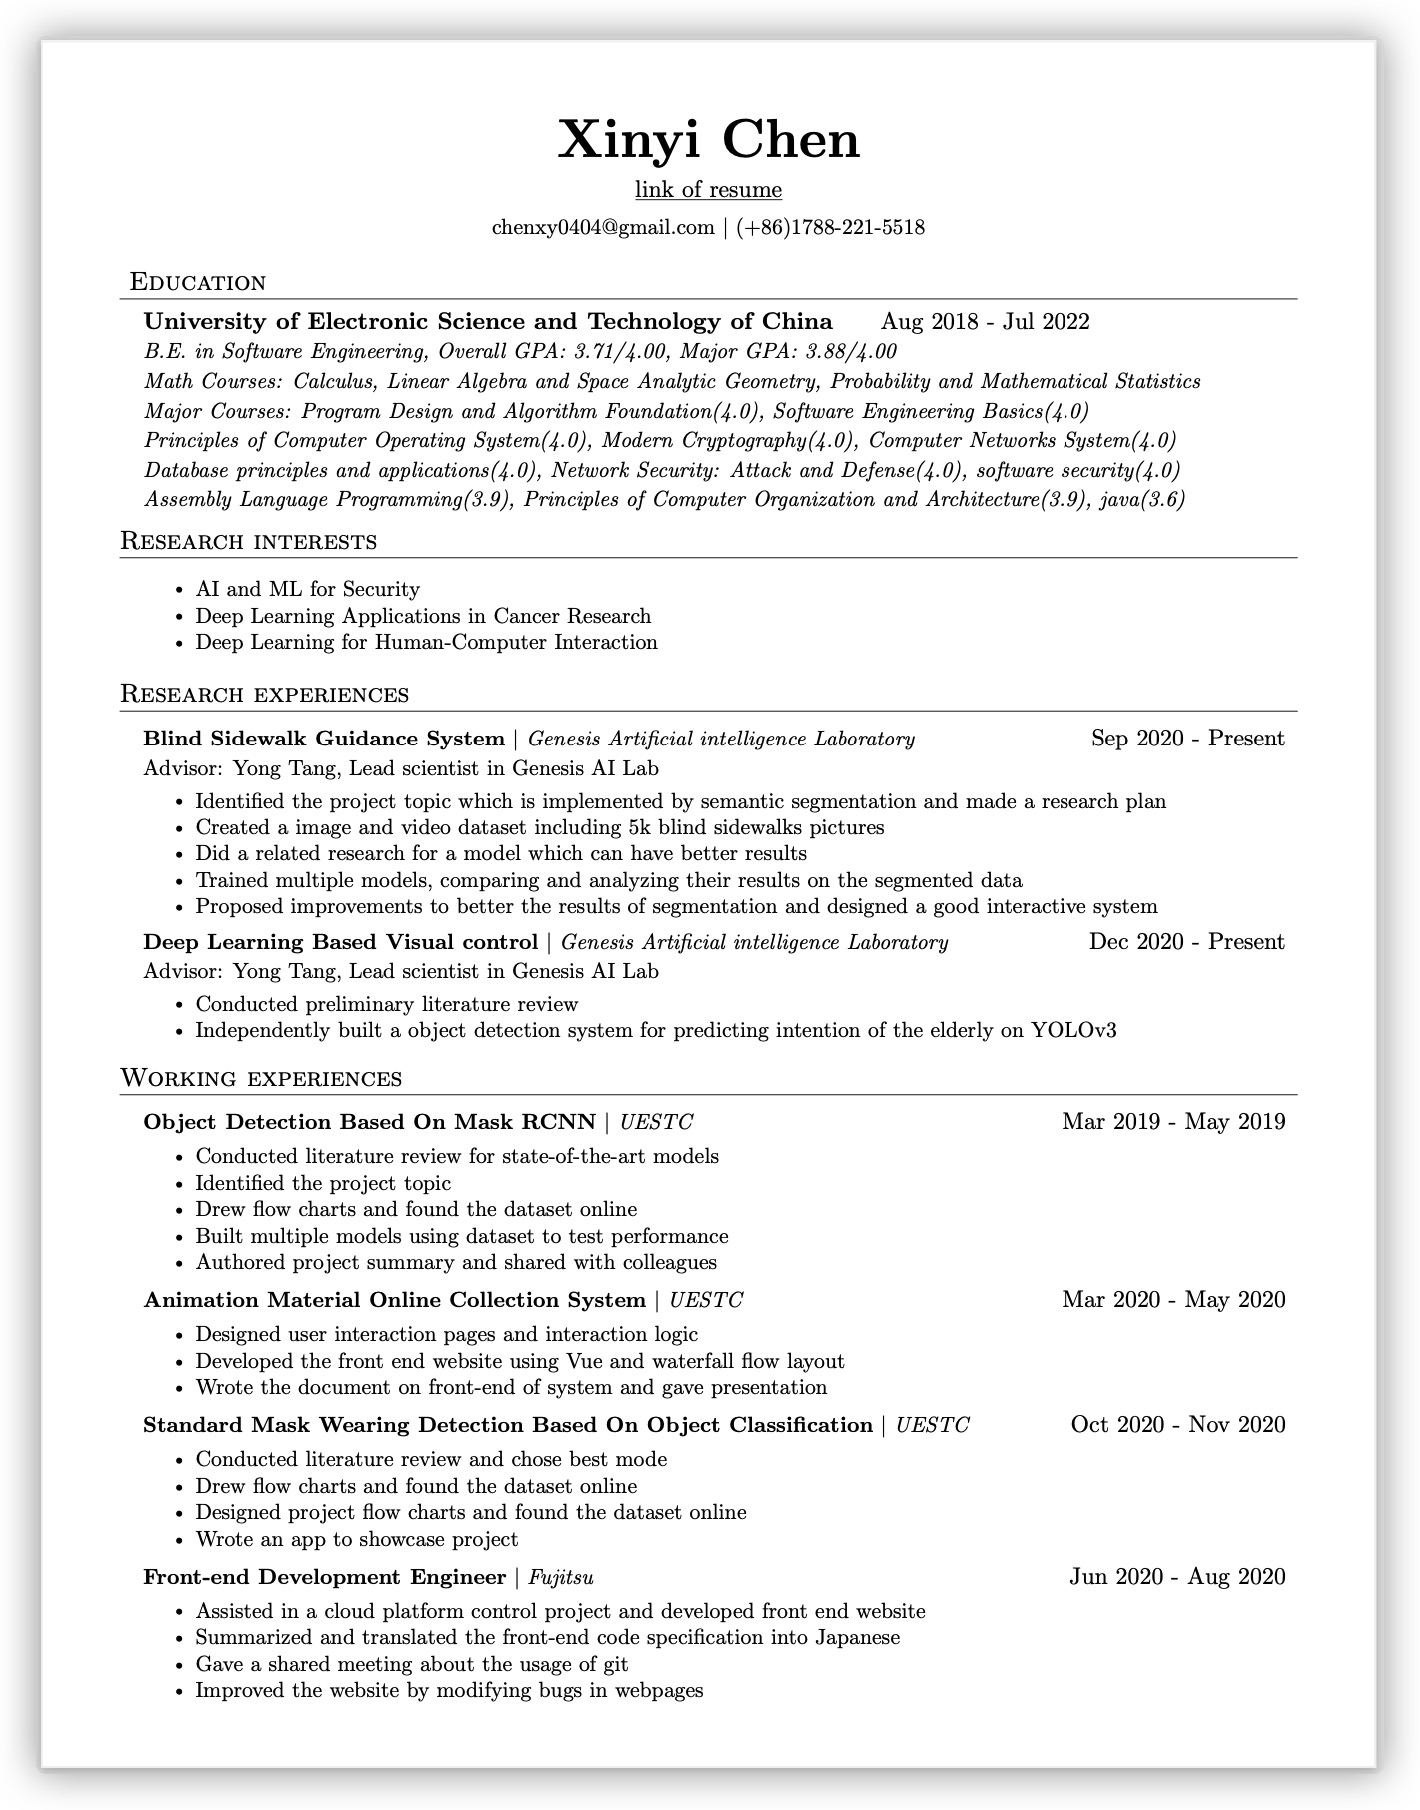 Xinyi Chen
link of resume
chenxy0404@gmail.com | (+86)1788-221-5518
Education
University of Electronic Science and Technology of China Aug 2018 - Jul 2022
B.E. in Software Engineering, Overall GPA: 3.71/4.00, Major GPA: 3.88/4.00
Math Courses: Calculus, Linear Algebra and Space Analytic Geometry, Probability and Mathematical Statistics
Major Courses: Program Design and Algorithm Foundation(4.0), Software Engineering Basics(4.0)
Principles of Computer Operating System(4.0), Modern Cryptography(4.0), Computer Networks System(4.0)
Database principles and applications(4.0), Network Security: Attack and Defense(4.0), software security(4.0)
Assembly Language Programming(3.9), Principles of Computer Organization and Architecture(3.9), java(3.6)
Research interests
• AI and ML for Security
• Deep Learning Applications in Cancer Research
• Deep Learning for Human-Computer Interaction
Research experiences
Blind Sidewalk Guidance System | Genesis Artificial intelligence Laboratory Sep 2020 - Present
Advisor: Yong Tang, Lead scientist in Genesis AI Lab
• Identified the project topic which is implemented by semantic segmentation and made a research plan
• Created a image and video dataset including 5k blind sidewalks pictures
• Did a related research for a model which can have better results
• Trained multiple models, comparing and analyzing their results on the segmented data
• Proposed improvements to better the results of segmentation and designed a good interactive system
Deep Learning Based Visual control | Genesis Artificial intelligence Laboratory Dec 2020 - Present
Advisor: Yong Tang, Lead scientist in Genesis AI Lab
• Conducted preliminary literature review
• Independently built a object detection system for predicting intention of the elderly on YOLOv3
Working experiences
Object Detection Based On Mask RCNN | UESTC Mar 2019 - May 2019
• Conducted literature review for state-of-the-art models
• Identified the project topic
• Drew flow charts and found the dataset online
• Built multiple models using dataset to test performance
• Authored project summary and shared with colleagues
Animation Material Online Collection System | UESTC Mar 2020 - May 2020
• Designed user interaction pages and interaction logic
• Developed the front end website using Vue and waterfall flow layout
• Wrote the document on front-end of system and gave presentation
Standard Mask Wearing Detection Based On Object Classification | UESTC Oct 2020 - Nov 2020
• Conducted literature review and chose best mode
• Drew flow charts and found the dataset online
• Designed project flow charts and found the dataset online
• Wrote an app to showcase project
Front-end Development Engineer | Fujitsu Jun 2020 - Aug 2020
• Assisted in a cloud platform control project and developed front end website
• Summarized and translated the front-end code specification into Japanese
• Gave a shared meeting about the usage of git
• Improved the website by modifying bugs in webpages